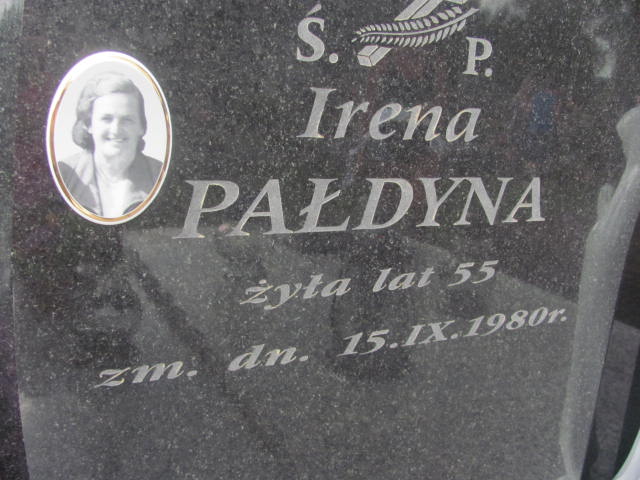 Ś. P.
Irena
PAŁDYNA
żyła lat 55
zm. dn. 15.IX.1980r.